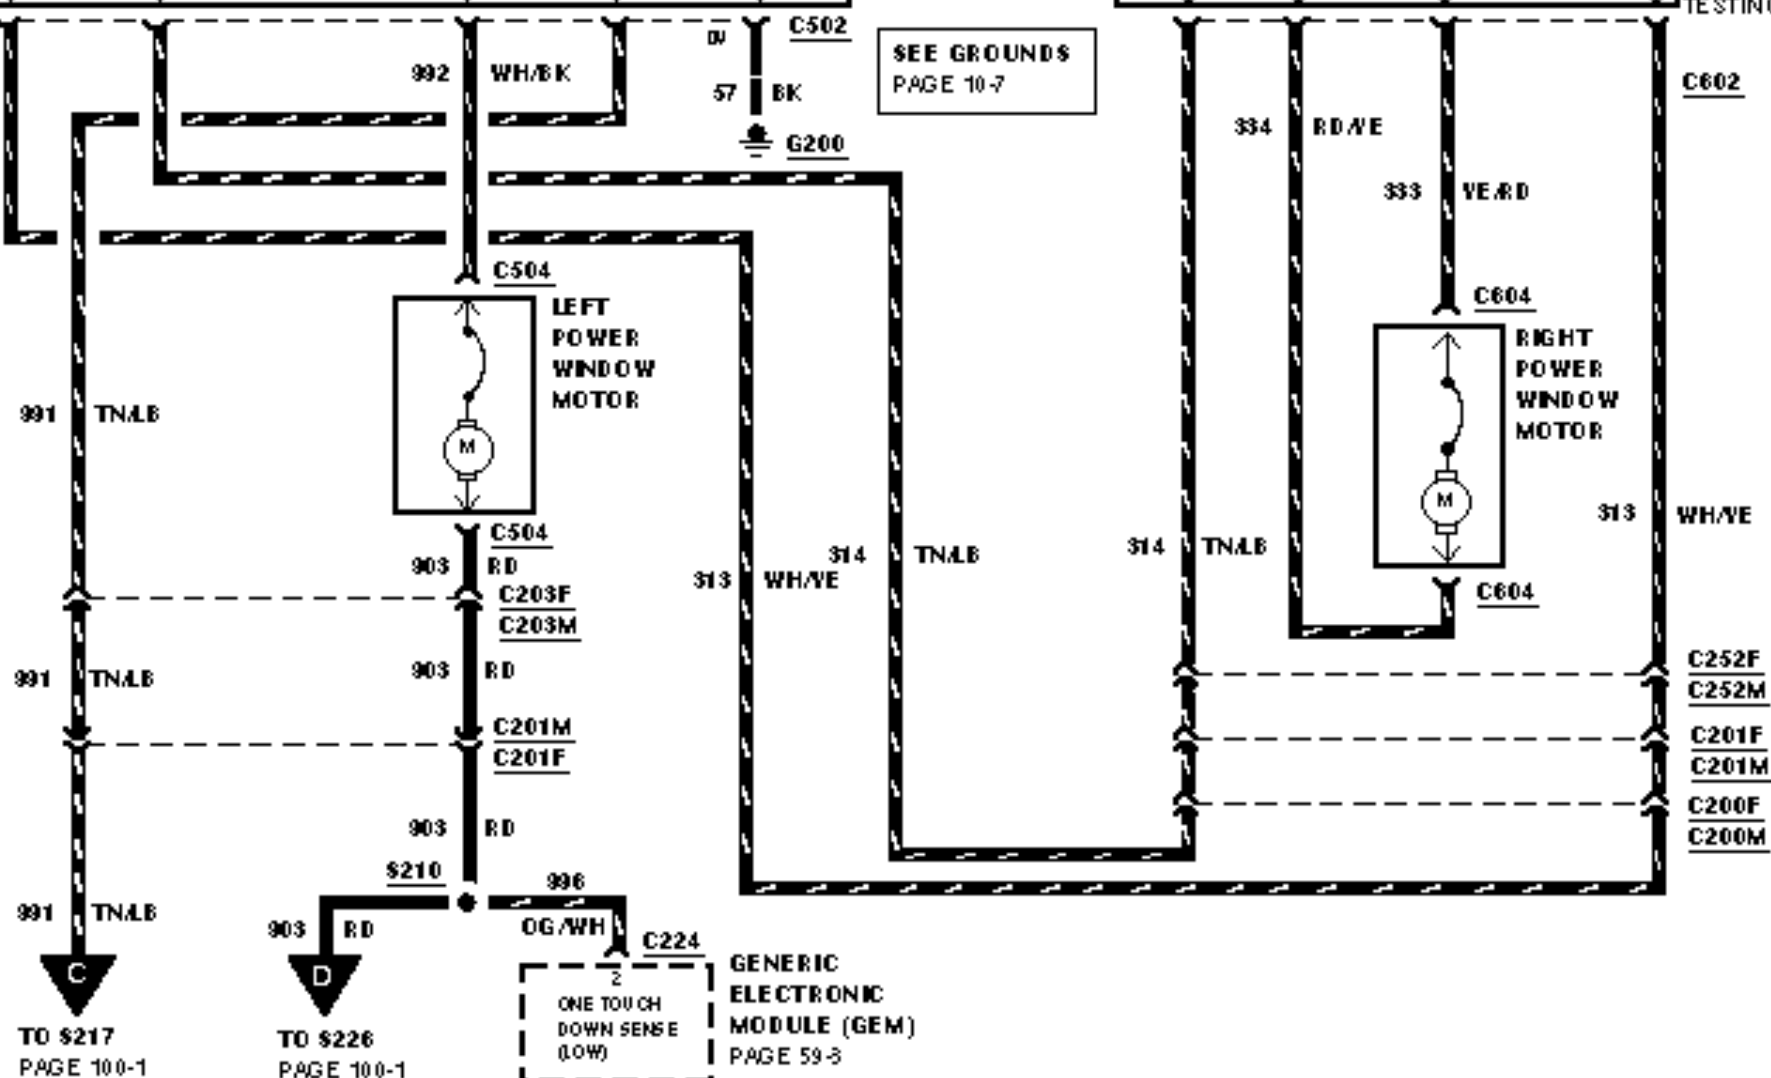 C502
0V
SEE GROUNDS
PAGE 10-7
992 WH/BK
57 BK
G200
C602
334 RD/YE
333 YE/RD
C504
LEFT
POWER
WINDOW
MOTOR
M
C604
RIGHT
POWER
WINDOW
MOTOR
M
991 TN/LB
C504
903 RD
C203F
C203M
313 WH/YE
314 TN/LB
314 TN/LB
C604
313 WH/YE
991 TN/LB
903 RD
C201M
C201F
C252F
C252M
C201F
C201M
C200F
C200M
903 RD
S210
996
OG/WH
991 TN/LB
903 RD
C224
C
D
2
ONE TOUCH
DOWN SENSE
(LOW)
GENERIC
ELECTRONIC
MODULE (GEM)
PAGE 59-3
TO S217
PAGE 100-1
TO S226
PAGE 100-1